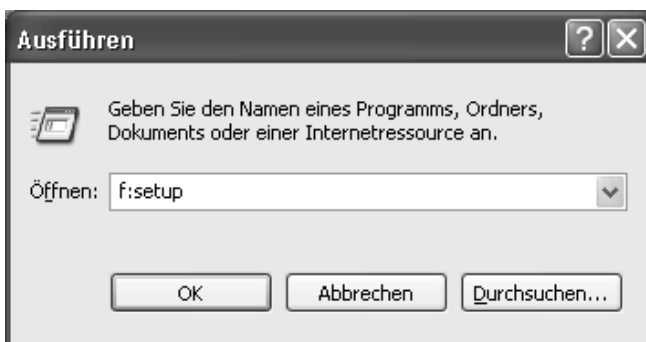 Ausführen
Geben Sie den Namen eines Programms, Ordners,
Dokuments oder einer Internetressource an.
Öffnen: f:setup
OK Abbrechen Durchsuchen...